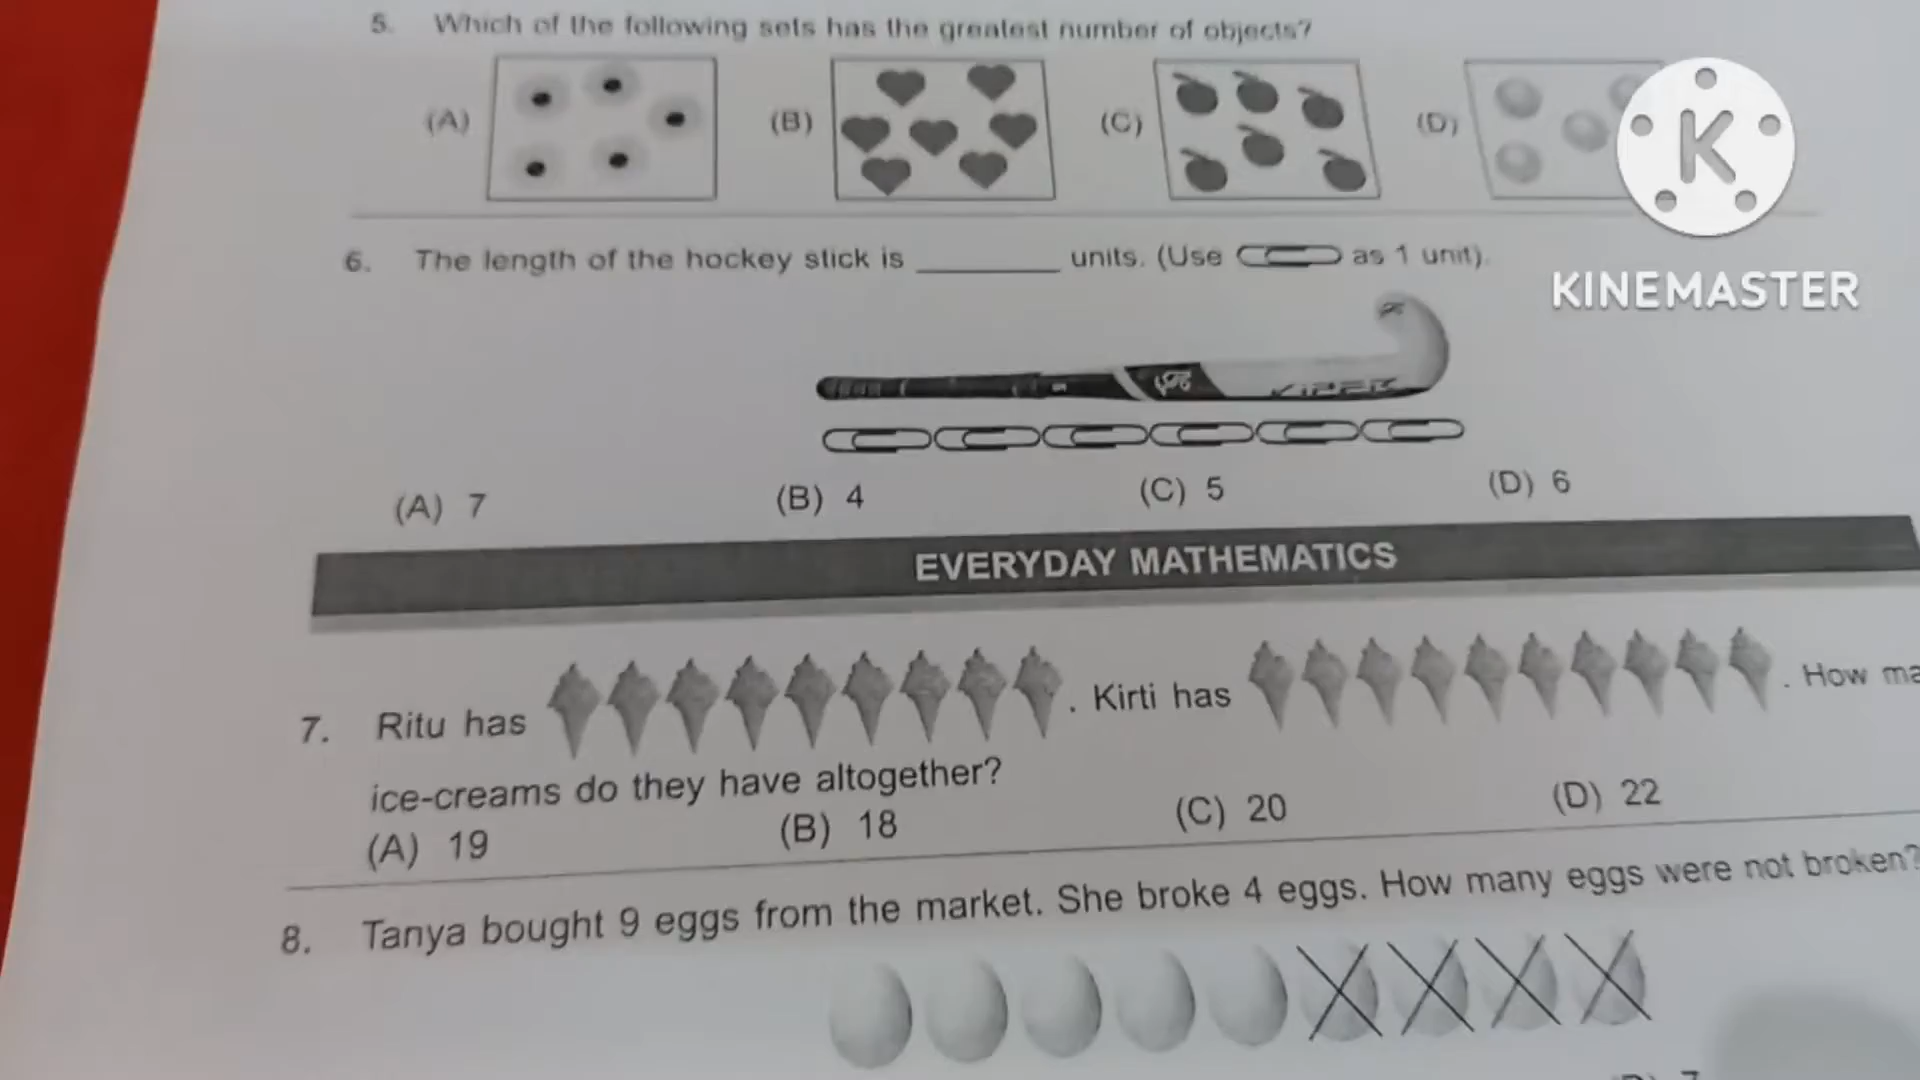 5. Which of the following sets has the greatest number of objects?
(A) (B) (C) (D)
K
KINEMASTER
6. The length of the hockey stick is ________ units. (Use as 1 unit).
VIPER
(A) 7 (B) 4 (C) 5 (D) 6
EVERYDAY MATHEMATICS
7. Ritu has . Kirti has . How ma
ice-creams do they have altogether?
(A) 19 (B) 18 (C) 20 (D) 22
8. Tanya bought 9 eggs from the market. She broke 4 eggs. How many eggs were not broken?